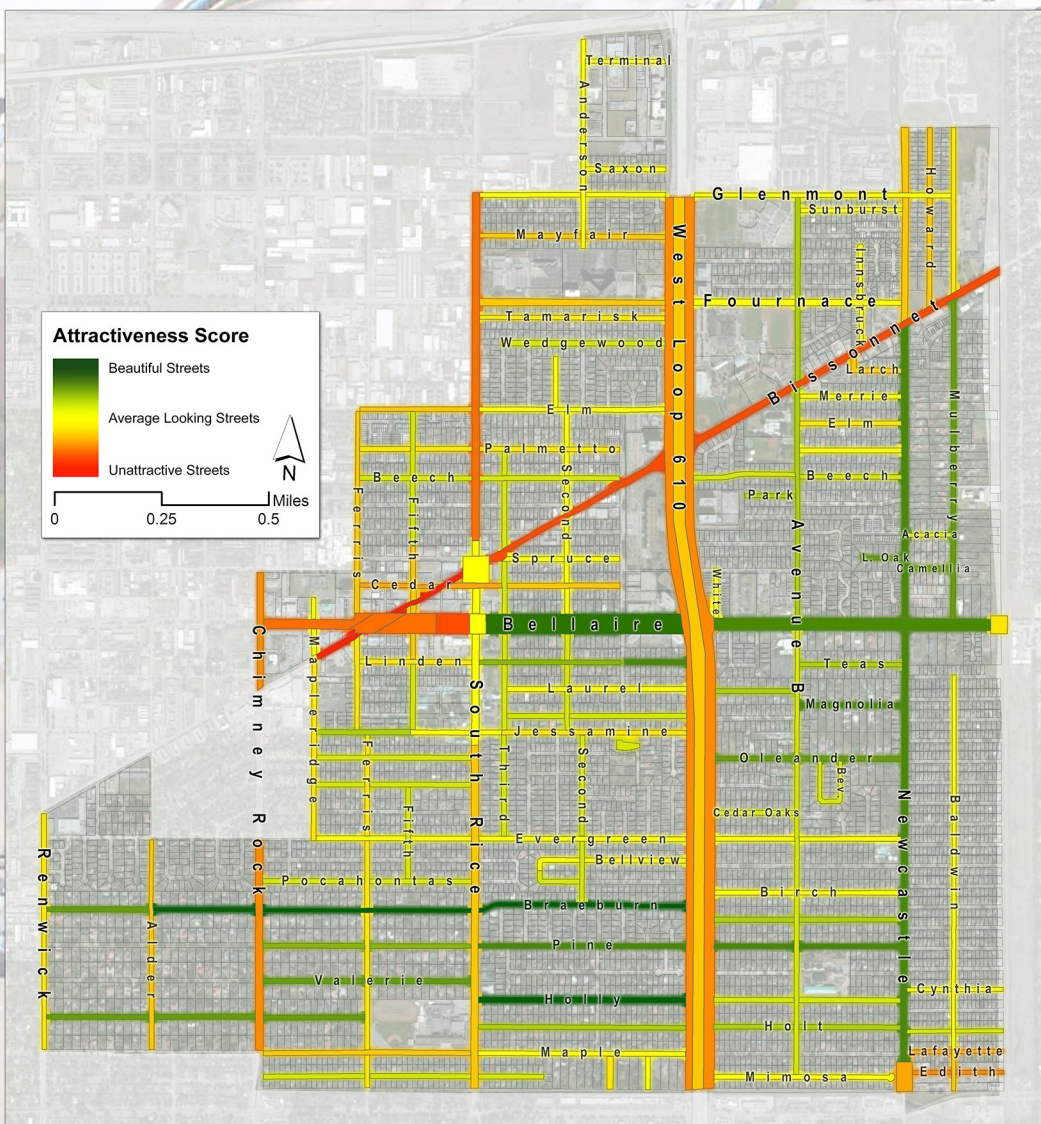 Terminal
Anderson
Saxon
Glenmont
Howard
Sunburst
Mayfair
West Loop 610
Innsbruck
Fournace
Tamarisk
Bissonnet
Wedgewood
Attractiveness Score
Beautiful Streets
Average Looking Streets
Unattractive Streets
N
Miles
0
0.25
0.5
Larch
Merrie
Mulberry
Elm
Elm
Palmetto
Second
Beech
Beech
Ferris
Fifth
Park
Avenue B
Acacia
L. Oak
Camellia
Spruce
White
Cedar
Bellaire
Chimney Rock
Mapleridge
Linden
Teas
South Rice
Laurel
Magnolia
Jessamine
Ferris
Third
Second
Oleander
Bev.
Newcastle
Baldwin
Fifth
Cedar Oaks
Evergreen
Renwick
Bellview
Pocahontas
Birch
Alder
Braeburn
Pine
Valerie
Cynthia
Holly
Holt
Maple
Lafayette
Mimosa
Edith